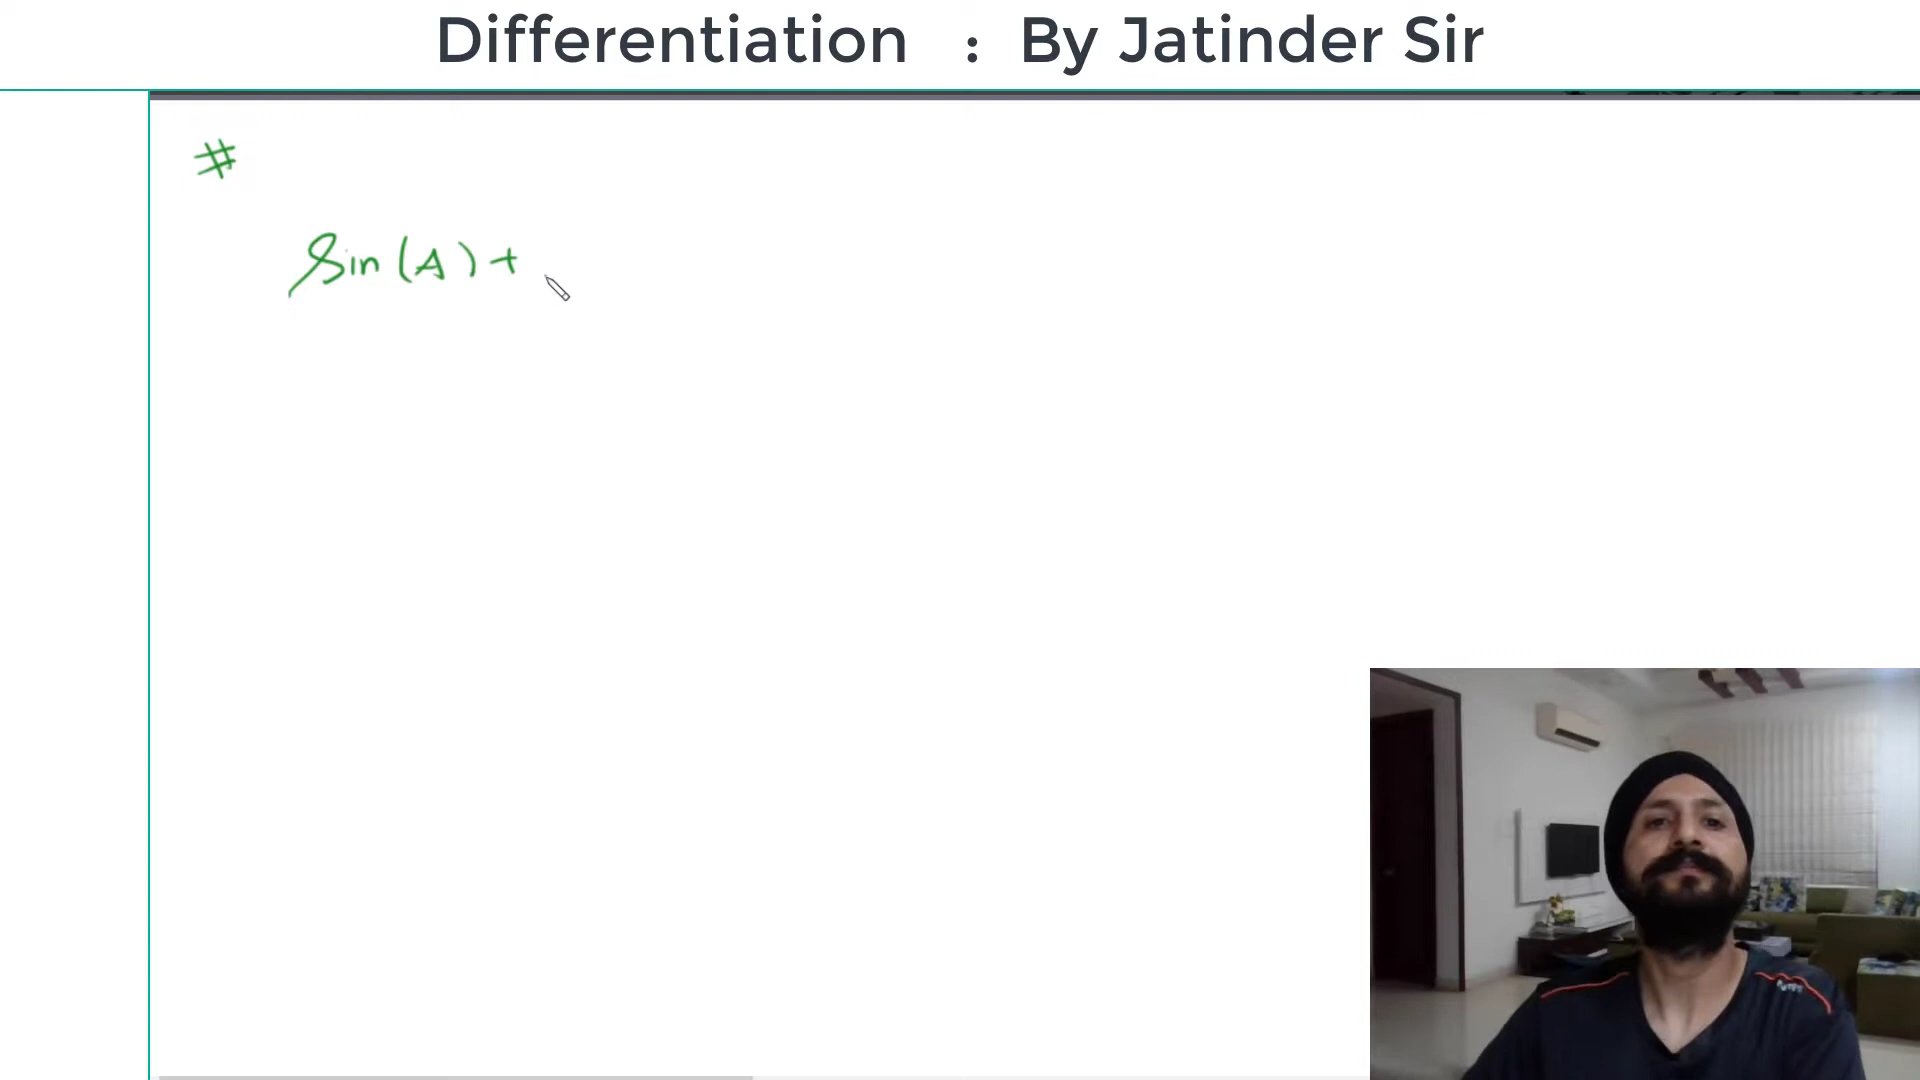 Differentiation : By Jatinder Sir
#
Sin (A) +